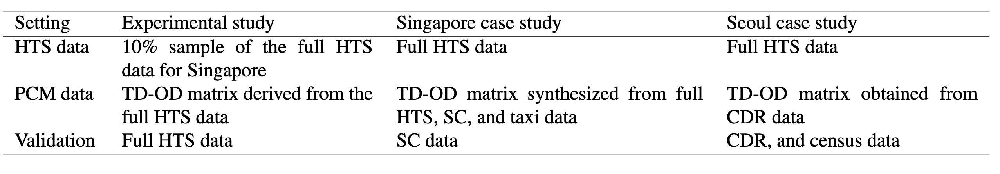 Setting Experimental study Singapore case study Seoul case study
HTS data 10% sample of the full HTS Full HTS data Full HTS data
data for Singapore
PCM data TD-OD matrix derived from the TD-OD matrix synthesized from full TD-OD matrix obtained from
full HTS data HTS, SC, and taxi data CDR data
Validation Full HTS data SC data CDR, and census data